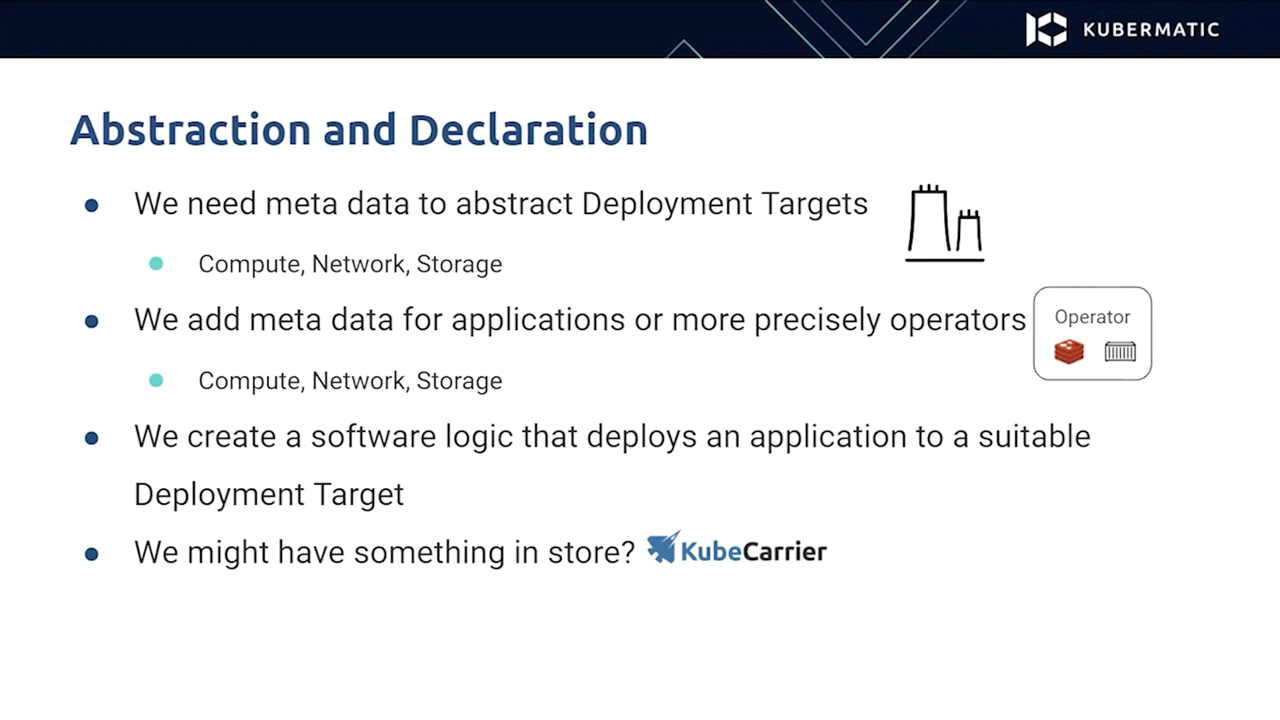 KUBERMATIC
Abstraction and Declaration
We need meta data to abstract Deployment Targets
Compute, Network, Storage
We add meta data for applications or more precisely operators
Operator
Compute, Network, Storage
We create a software logic that deploys an application to a suitable
Deployment Target
We might have something in store? KubeCarrier